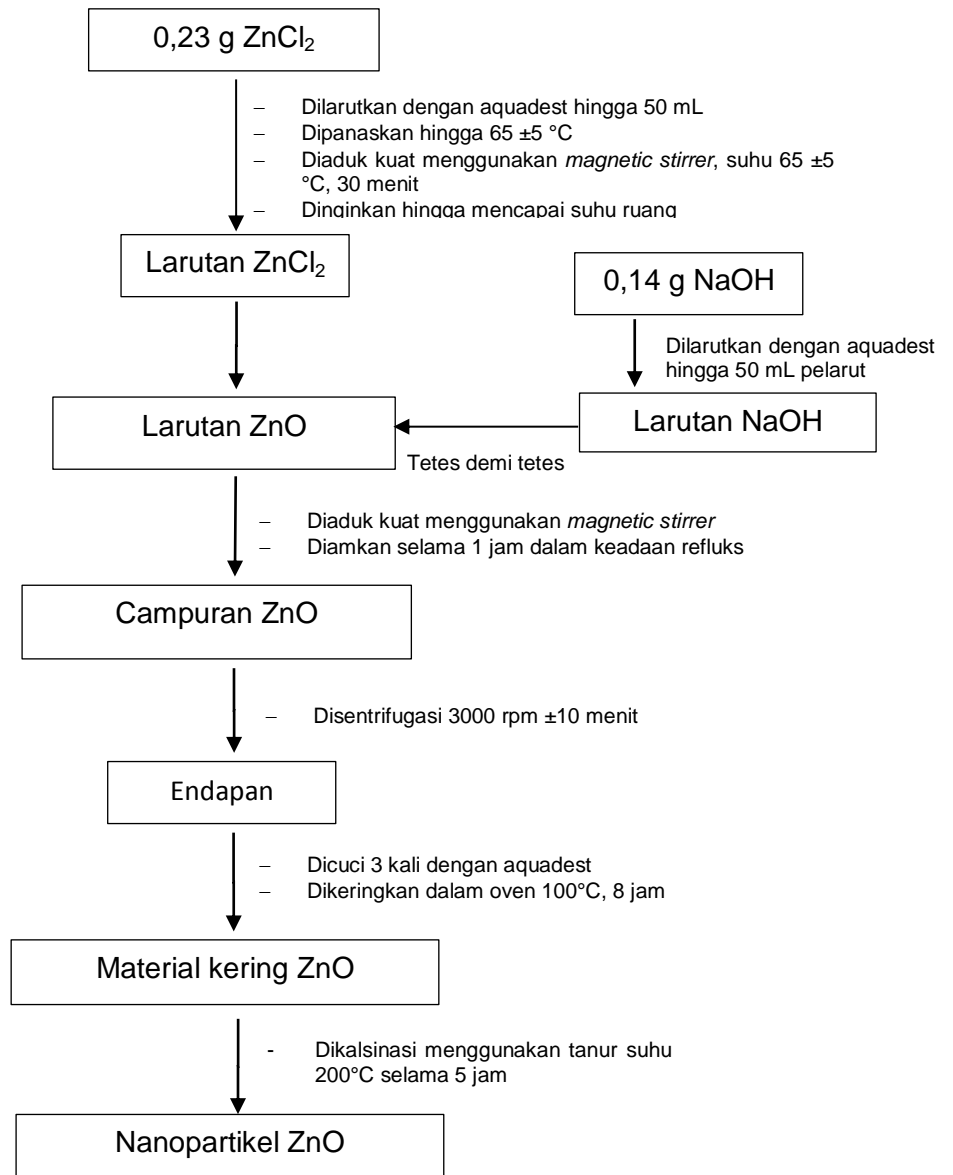 0,23 g ZnCl₂
– Dilarutkan dengan aquadest hingga 50 mL
– Dipanaskan hingga 65 ±5 °C
– Diaduk kuat menggunakan magnetic stirrer, suhu 65 ±5
°C, 30 menit
– Dinginkan hingga mencapai suhu ruang
Larutan ZnCl₂
0,14 g NaOH
Dilarutkan dengan aquadest
hingga 50 mL pelarut
Larutan ZnO
Larutan NaOH
Tetes demi tetes
– Diaduk kuat menggunakan magnetic stirrer
– Diamkan selama 1 jam dalam keadaan refluks
Campuran ZnO
– Disentrifugasi 3000 rpm ±10 menit
Endapan
– Dicuci 3 kali dengan aquadest
– Dikeringkan dalam oven 100°C, 8 jam
Material kering ZnO
- Dikalsinasi menggunakan tanur suhu
200°C selama 5 jam
Nanopartikel ZnO